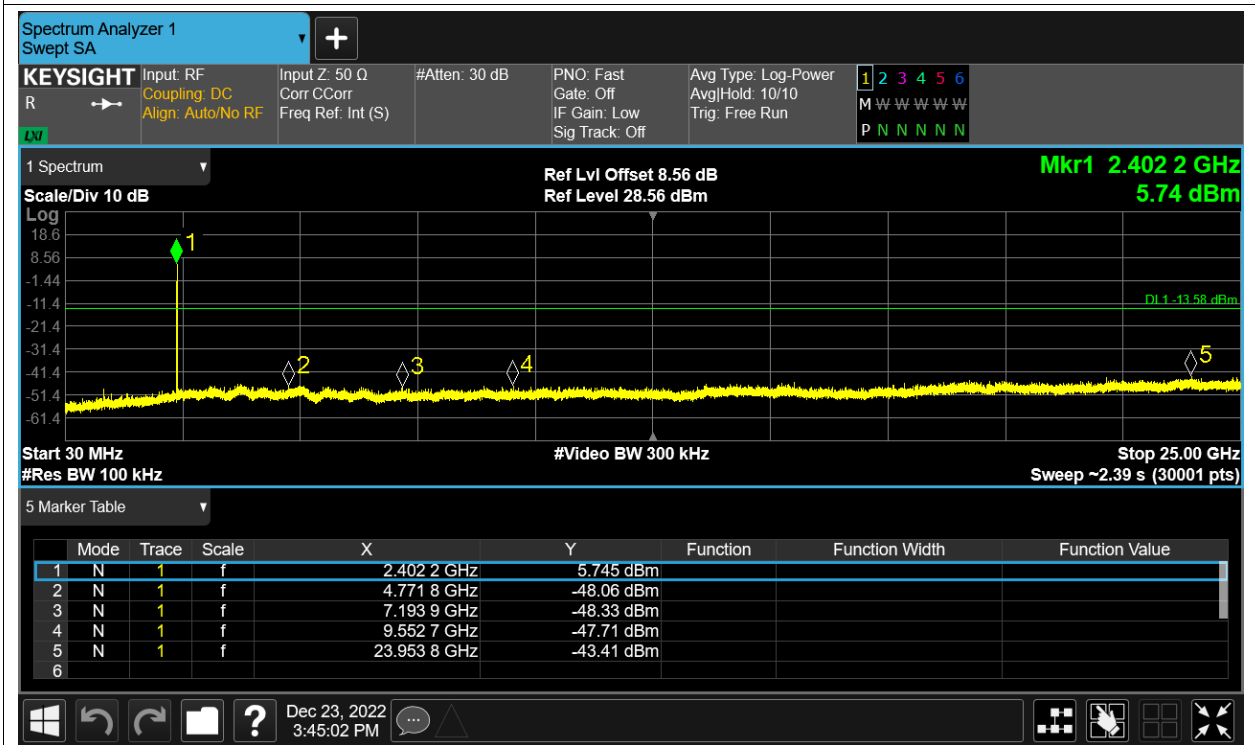 Spectrum Analyzer 1
Swept SA
+
KEYSIGHT Input: RF Input Z: 50 Ω #Atten: 30 dB PNO: Fast Avg Type: Log-Power 1 2 3 4 5 6
R Coupling: DC Corr CCorr Gate: Off Avg|Hold: 10/10 M W W W W W
Align: Auto/No RF Freq Ref: Int (S) IF Gain: Low Trig: Free Run
LXI Sig Track: Off P N N N N N
1 Spectrum Ref Lvl Offset 8.56 dB Mkr1 2.402 2 GHz
Scale/Div 10 dB Ref Level 28.56 dBm 5.74 dBm
Log
18.6
1
8.56
-1.44
-11.4 DL1 -13.58 dBm
-21.4
-31.4
2 3 4 5
-41.4
-51.4
-61.4
Start 30 MHz #Video BW 300 kHz Stop 25.00 GHz
#Res BW 100 kHz Sweep ~2.39 s (30001 pts)
5 Marker Table
Mode Trace Scale X Y Function Function Width Function Value
1 N 1 f 2.402 2 GHz 5.745 dBm
2 N 1 f 4.771 8 GHz -48.06 dBm
3 N 1 f 7.193 9 GHz -48.33 dBm
4 N 1 f 9.552 7 GHz -47.71 dBm
5 N 1 f 23.953 8 GHz -43.41 dBm
6
? Dec 23, 2022
3:45:02 PM